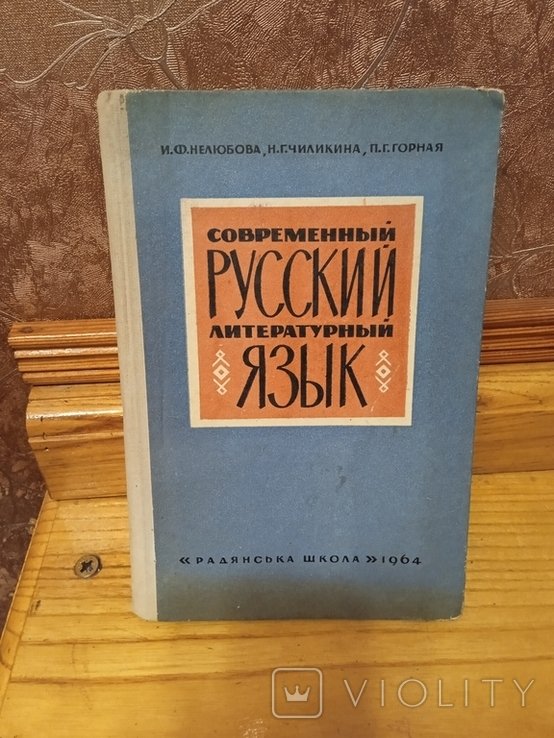 И.Ф.НЕЛЮБОВА, Н.Г.ЧИЛИКИНА, П.Г.ГОРНАЯ
СОВРЕМЕННЫЙ
РУССКИЙ
ЛИТЕРАТУРНЫЙ
ЯЗЫК
«РАДЯНСЬКА ШКОЛА» 1964
VIOLITY